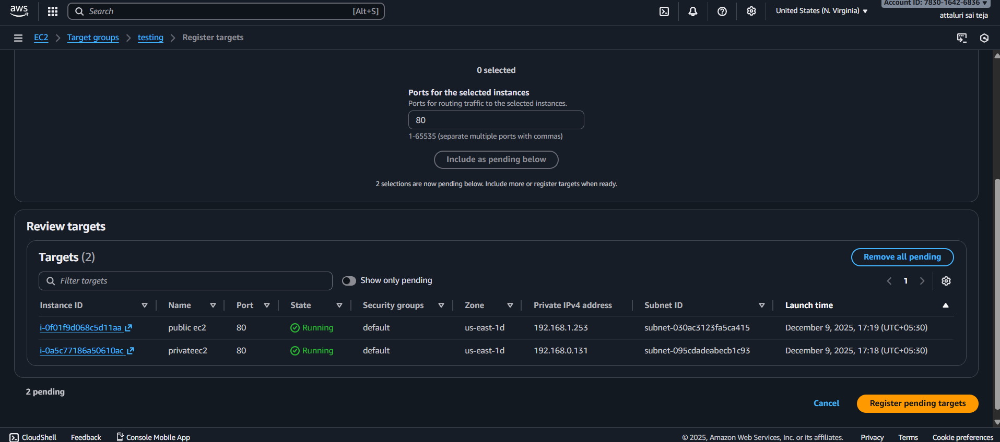 aws
Search [Alt+S]
United States (N. Virginia)
Account ID: 7830-1642-6836
attaluri sai teja
EC2 Target groups testing Register targets
0 selected
Ports for the selected instances
Ports for routing traffic to the selected instances.
80
1-65535 (separate multiple ports with commas)
Include as pending below
2 selections are now pending below. Include more or register targets when ready.
Review targets
Targets (2)
Remove all pending
Filter targets
Show only pending
1
Instance ID Name Port State Security groups Zone Private IPv4 address Subnet ID Launch time
i-0f01f9d068c5d11aa public ec2 80 Running default us-east-1d 192.168.1.253 subnet-030ac3123fa5ca415 December 9, 2025, 17:19 (UTC+05:30)
i-0a5c77186a50610ac privateec2 80 Running default us-east-1d 192.168.0.131 subnet-095cdadeabecb1c93 December 9, 2025, 17:18 (UTC+05:30)
2 pending
Cancel
Register pending targets
CloudShell Feedback Console Mobile App © 2025, Amazon Web Services, Inc. or its affiliates. Privacy Terms Cookie preferences